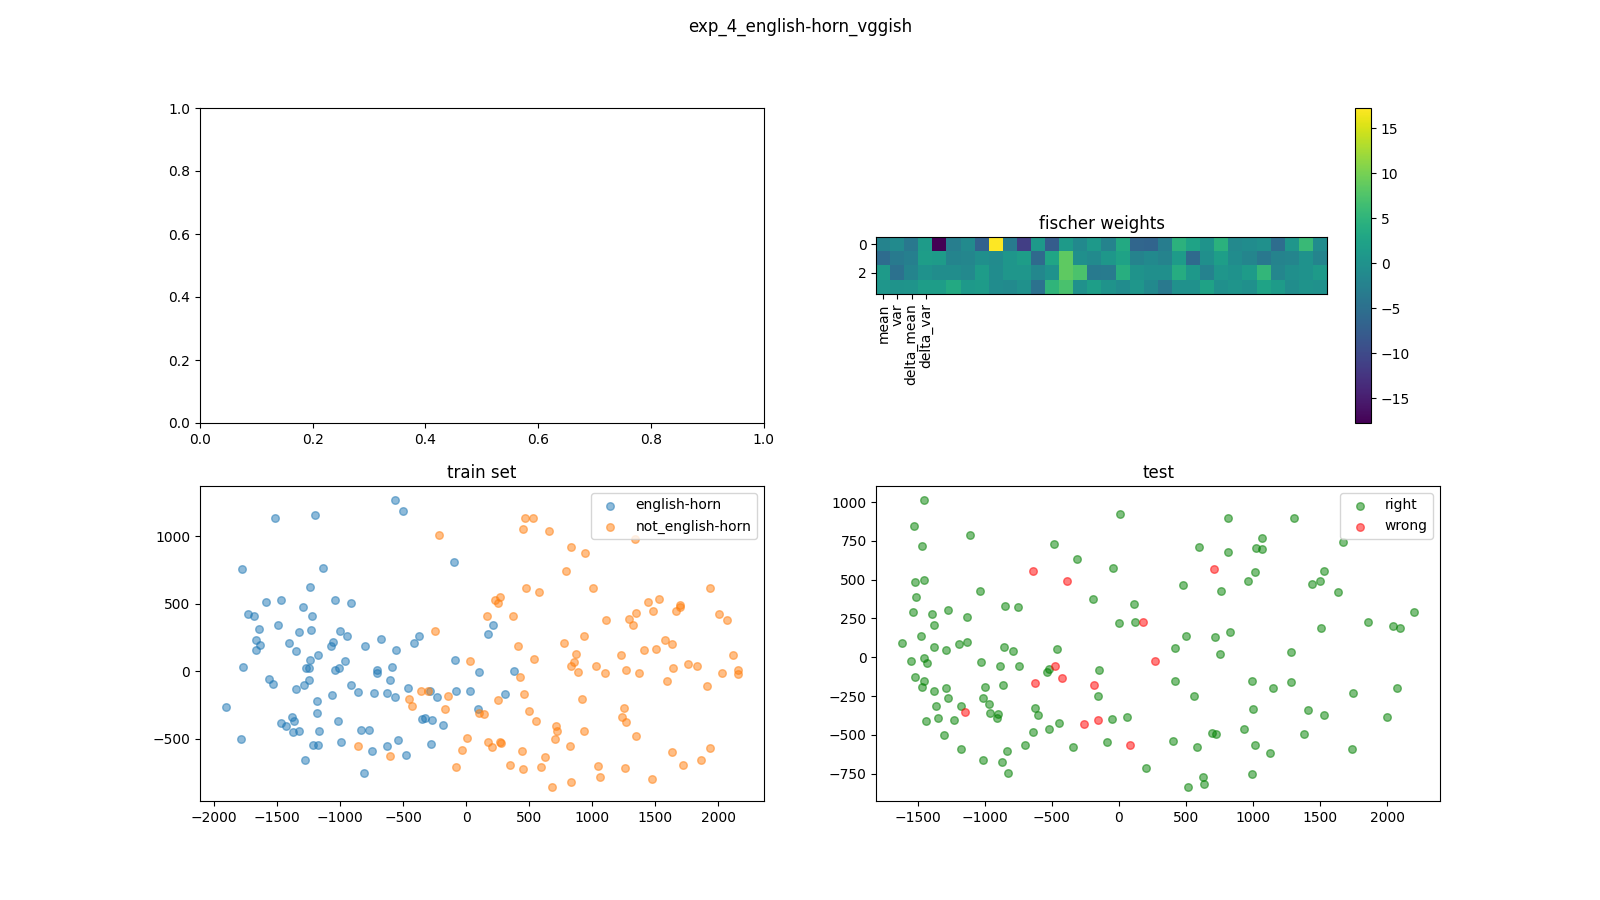 exp_4_english-horn_vggish
1.0
0.8
0.6
0.4
0.2
0.0
0.0 0.2 0.4 0.6 0.8 1.0
fischer weights
0
2
mean
var
delta_mean
delta_var
15
10
5
0
−5
−10
−15
train set
english-horn
not_english-horn
1000
500
0
−500
−2000 −1500 −1000 −500 0 500 1000 1500 2000
test
right
wrong
1000
750
500
250
0
−250
−500
−750
−1500 −1000 −500 0 500 1000 1500 2000